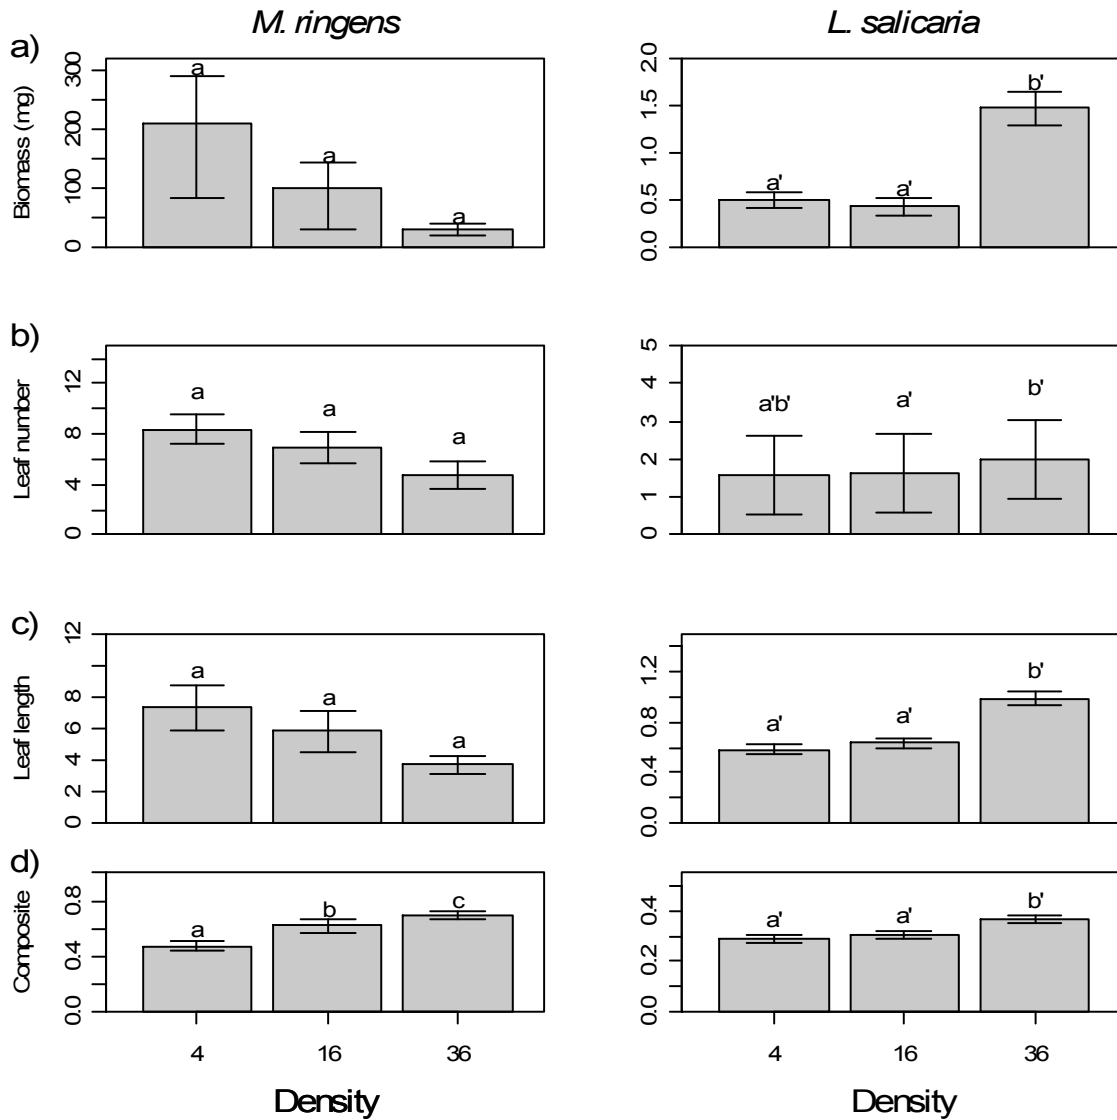 M. ringens
L. salicaria
a)
Biomass (mg)
0 100 200 300
a
a
a
0.0 0.5 1.0 1.5 2.0
a'
a'
b'
b)
Leaf number
0 4 8 12
a
a
a
0 1 2 3 4 5
a'b'
a'
b'
c)
Leaf length
0 2 4 6 8 12
a
a
a
0.0 0.4 0.8 1.2
a'
a'
b'
d)
Composite
0.0 0.4 0.8
a
b
c
0.0 0.2 0.4
a'
a'
b'
4 16 36
4 16 36
Density
Density